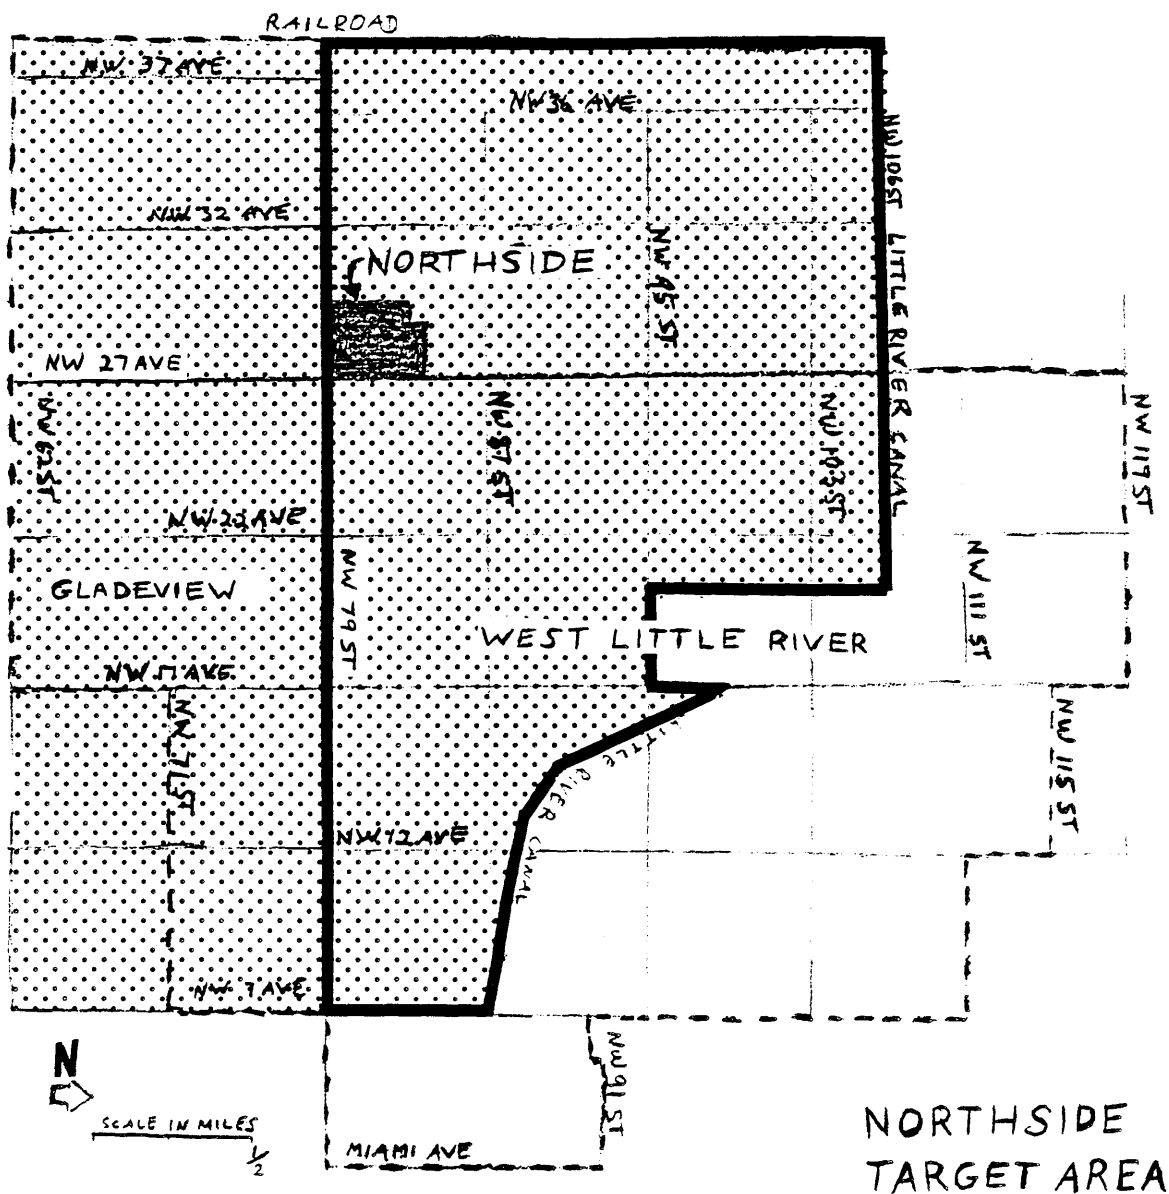 RAILROAD
NW 37 AVE
NW 36 AVE
NW 106 ST LITTLE RIVER CANAL
NW 32 AVE
NORTHSIDE
NW 95 ST
NW 27 AVE
NW 62 ST
NW 87 ST
NW 103 ST
NW 117 ST
NW 22 AVE
NW 79 ST
NW 111 ST
GLADEVIEW
WEST LITTLE RIVER
NW 17 AVE
NW 71 ST
NW 115 ST
LITTLE RIVER CANAL
NW 12 AVE
NW 7 AVE
N
NW 91 ST
SCALE IN MILES
1/2
MIAMI AVE
NORTHSIDE
TARGET AREA